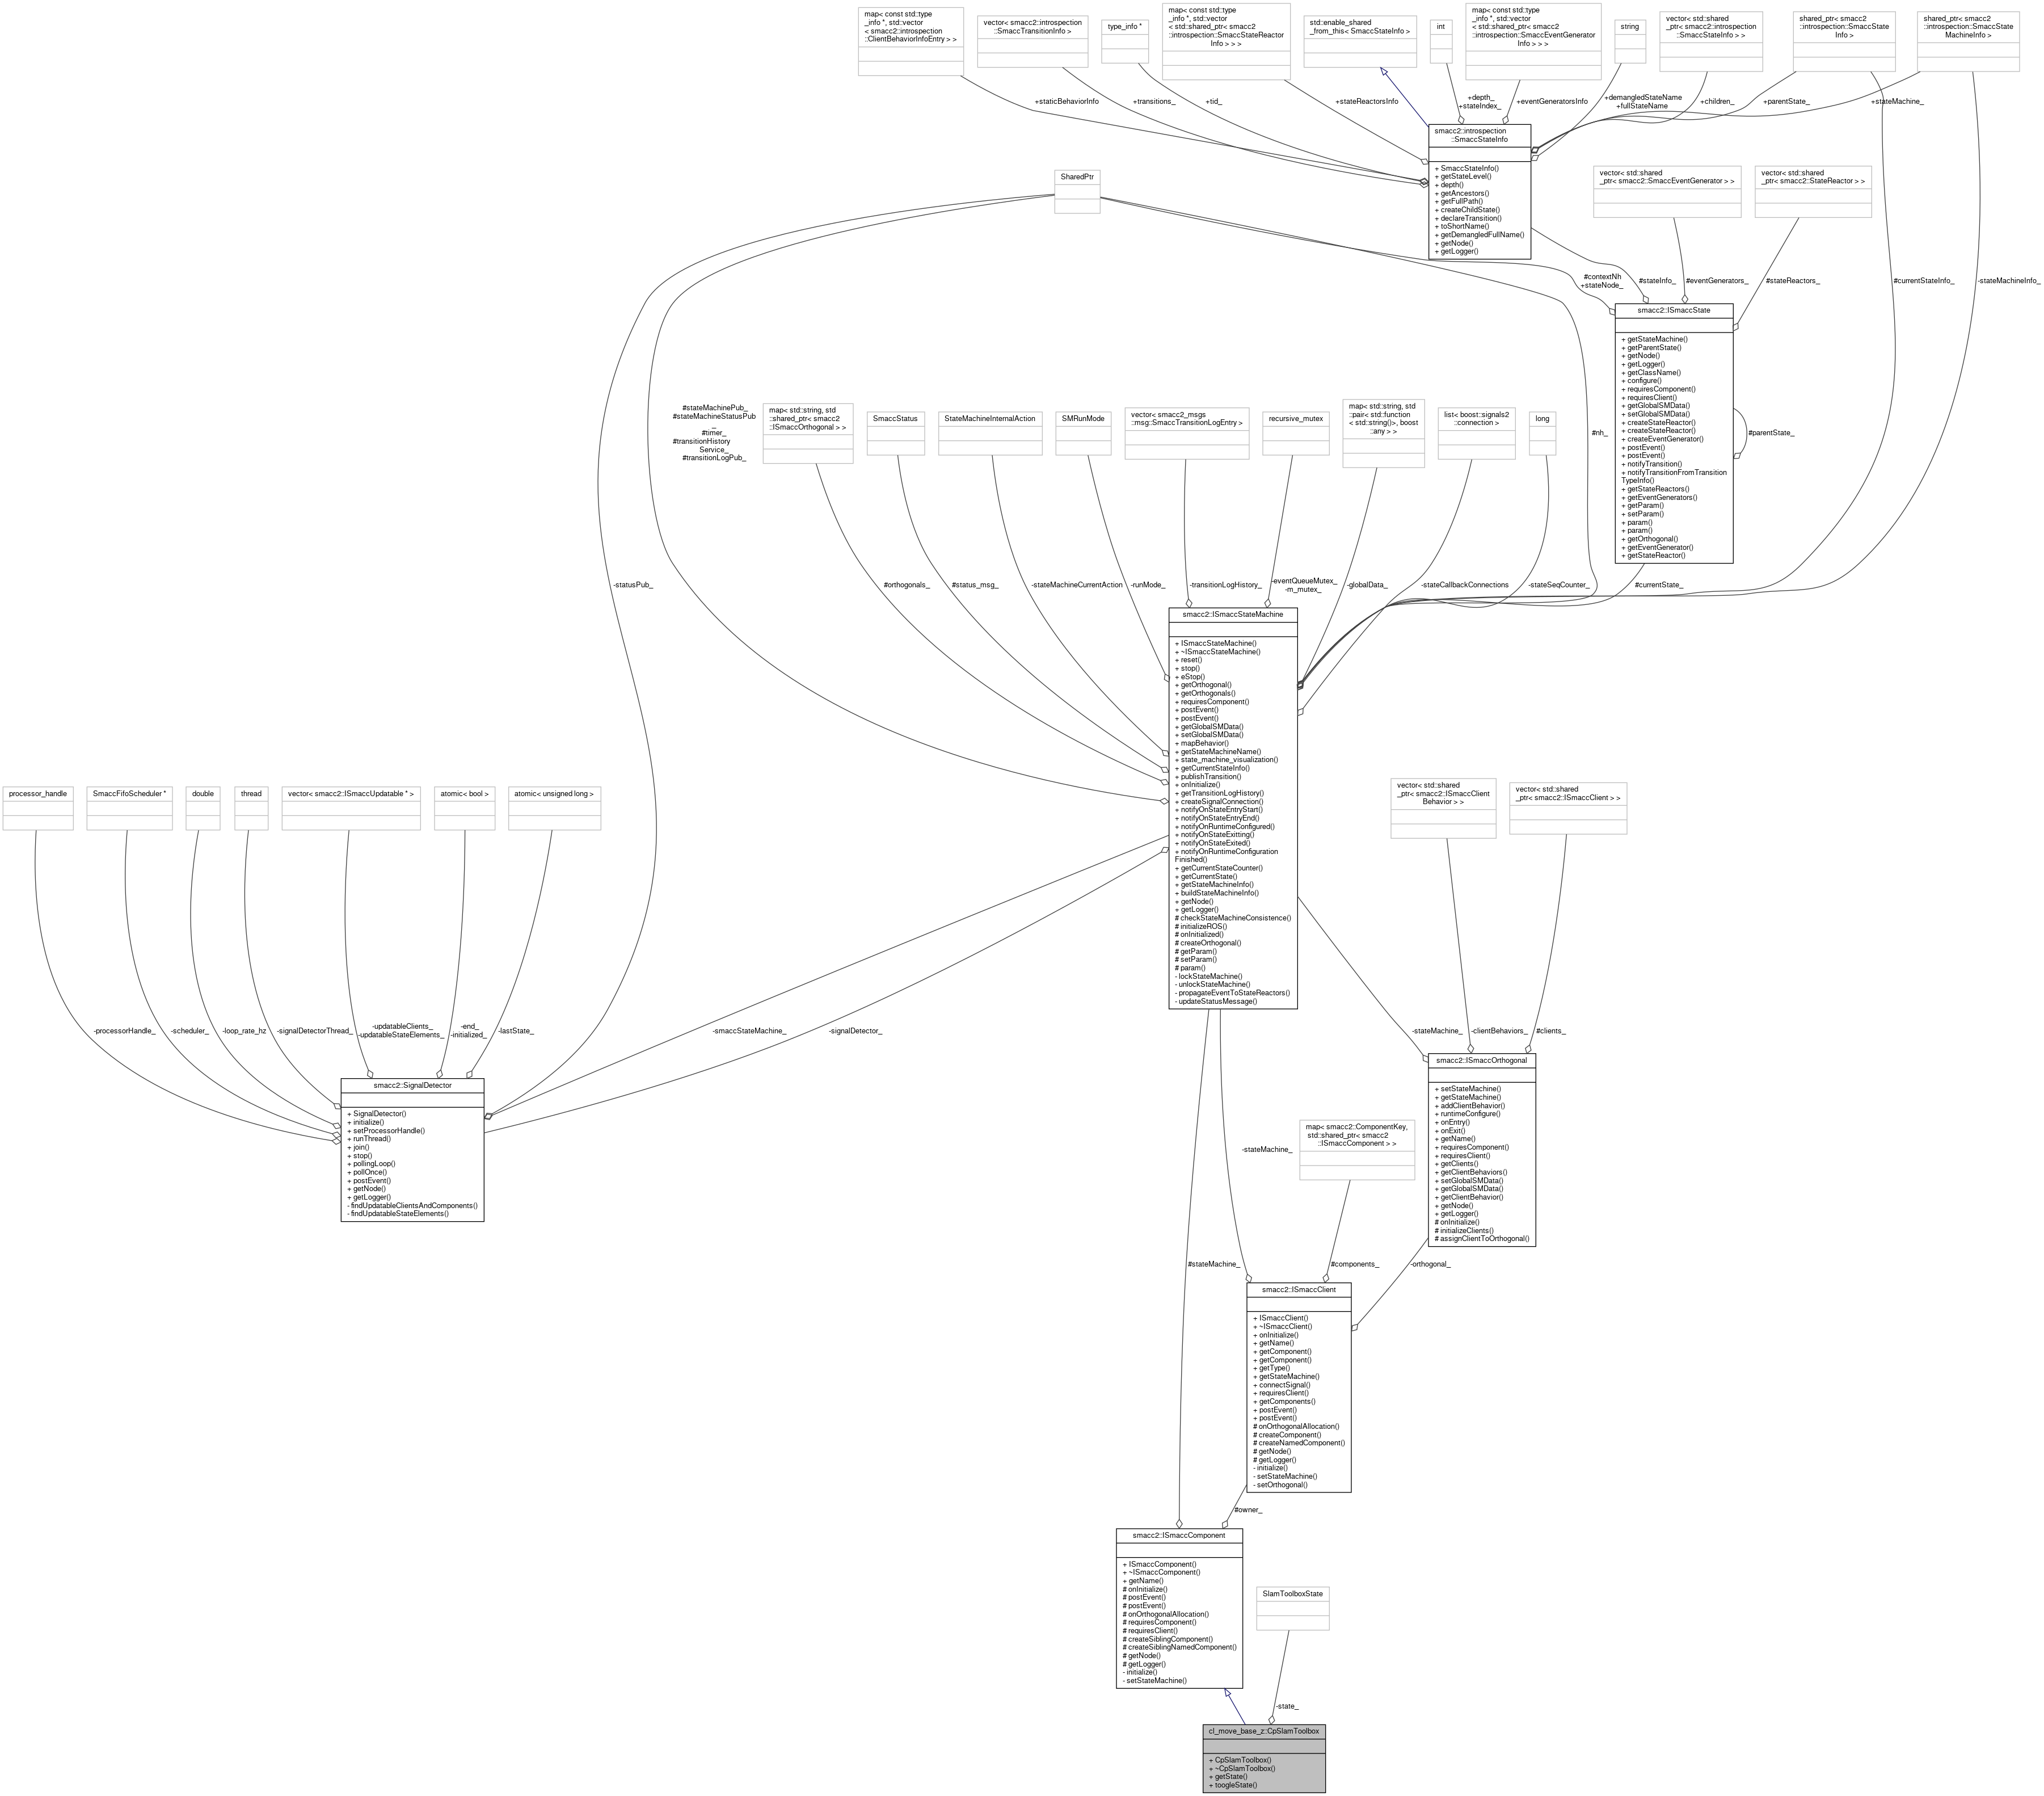 map< const std::type
_info *, std::vector
< smacc2::introspection
::ClientBehaviorInfoEntry > >
vector< smacc2::introspection
::SmaccTransitionInfo >
type_info *
map< const std::type
_info *, std::vector
< std::shared_ptr< smacc2
::introspection::SmaccStateReactor
Info > > >
std::enable_shared
_from_this< SmaccStateInfo >
int
map< const std::type
_info *, std::vector
< std::shared_ptr< smacc2
::introspection::SmaccEventGenerator
Info > > >
string
vector< std::shared
_ptr< smacc2::introspection
::SmaccStateInfo > >
shared_ptr< smacc2
::introspection::SmaccState
Info >
shared_ptr< smacc2
::introspection::SmaccState
MachineInfo >
+staticBehaviorInfo
+transitions_
+tid_
+stateReactorsInfo
+depth_
+stateIndex_
+eventGeneratorsInfo
+demangledStateName
+fullStateName
+children_
+parentState_
+stateMachine_
smacc2::introspection
::SmaccStateInfo
+ SmaccStateInfo()
+ getStateLevel()
+ depth()
+ getAncestors()
+ getFullPath()
+ createChildState()
+ declareTransition()
+ toShortName()
+ getDemangledFullName()
+ getNode()
+ getLogger()
SharedPtr
vector< std::shared
_ptr< smacc2::SmaccEventGenerator > >
vector< std::shared
_ptr< smacc2::StateReactor > >
#contextNh
+stateNode_
#stateInfo_
#eventGenerators_
#stateReactors_
#currentStateInfo_
-stateMachineInfo_
smacc2::ISmaccState
+ getStateMachine()
+ getParentState()
+ getNode()
+ getLogger()
+ getClassName()
+ configure()
+ requiresComponent()
+ requiresClient()
+ getGlobalSMData()
+ setGlobalSMData()
+ createStateReactor()
+ createStateReactor()
+ createEventGenerator()
+ postEvent()
+ postEvent()
+ notifyTransition()
+ notifyTransitionFromTransition
TypeInfo()
+ getStateReactors()
+ getEventGenerators()
+ getParam()
+ setParam()
+ param()
+ param()
+ getOrthogonal()
+ getEventGenerator()
+ getStateReactor()
#parentState_
#stateMachinePub_
#stateMachineStatusPub
_
#timer_
#transitionHistory
Service_
#transitionLogPub_
map< std::string, std
::shared_ptr< smacc2
::ISmaccOrthogonal > >
SmaccStatus
StateMachineInternalAction
SMRunMode
vector< smacc2_msgs
::msg::SmaccTransitionLogEntry >
recursive_mutex
map< std::string, std
::pair< std::function
< std::string()>, boost
::any > >
list< boost::signals2
::connection >
long
#nh_
-statusPub_
#orthogonals_
#status_msg_
-stateMachineCurrentAction
-runMode_
-transitionLogHistory_
-eventQueueMutex_
-m_mutex_
-globalData_
-stateCallbackConnections
-stateSeqCounter_
#currentState_
smacc2::ISmaccStateMachine
+ ISmaccStateMachine()
+ ~ISmaccStateMachine()
+ reset()
+ stop()
+ eStop()
+ getOrthogonal()
+ getOrthogonals()
+ requiresComponent()
+ postEvent()
+ postEvent()
+ getGlobalSMData()
+ setGlobalSMData()
+ mapBehavior()
+ getStateMachineName()
+ state_machine_visualization()
+ getCurrentStateInfo()
+ publishTransition()
+ onInitialize()
+ getTransitionLogHistory()
+ createSignalConnection()
+ notifyOnStateEntryStart()
+ notifyOnStateEntryEnd()
+ notifyOnRuntimeConfigured()
+ notifyOnStateExitting()
+ notifyOnStateExited()
+ notifyOnRuntimeConfiguration
Finished()
+ getCurrentStateCounter()
+ getCurrentState()
+ getStateMachineInfo()
+ buildStateMachineInfo()
+ getNode()
+ getLogger()
# checkStateMachineConsistence()
# initializeROS()
# onInitialized()
# createOrthogonal()
# getParam()
# setParam()
# param()
- lockStateMachine()
- unlockStateMachine()
- propagateEventToStateReactors()
- updateStatusMessage()
processor_handle
SmaccFifoScheduler *
double
thread
vector< smacc2::ISmaccUpdatable * >
atomic< bool >
atomic< unsigned long >
vector< std::shared
_ptr< smacc2::ISmaccClient
Behavior > >
vector< std::shared
_ptr< smacc2::ISmaccClient > >
-processorHandle_
-scheduler_
-loop_rate_hz
-signalDetectorThread_
-updatableClients_
-updatableStateElements_
-end_
-initialized_
-lastState_
-smaccStateMachine_
-signalDetector_
-stateMachine_
-clientBehaviors_
#clients_
smacc2::SignalDetector
+ SignalDetector()
+ initialize()
+ setProcessorHandle()
+ runThread()
+ join()
+ stop()
+ pollingLoop()
+ pollOnce()
+ postEvent()
+ getNode()
+ getLogger()
- findUpdatableClientsAndComponents()
- findUpdatableStateElements()
smacc2::ISmaccOrthogonal
+ setStateMachine()
+ getStateMachine()
+ addClientBehavior()
+ runtimeConfigure()
+ onEntry()
+ onExit()
+ getName()
+ requiresComponent()
+ requiresClient()
+ getClients()
+ getClientBehaviors()
+ setGlobalSMData()
+ getGlobalSMData()
+ getClientBehavior()
+ getNode()
+ getLogger()
# onInitialize()
# initializeClients()
# assignClientToOrthogonal()
map< smacc2::ComponentKey,
std::shared_ptr< smacc2
::ISmaccComponent > >
-stateMachine_
#stateMachine_
#components_
-orthogonal_
smacc2::ISmaccClient
+ ISmaccClient()
+ ~ISmaccClient()
+ onInitialize()
+ getName()
+ getComponent()
+ getComponent()
+ getType()
+ getStateMachine()
+ connectSignal()
+ requiresClient()
+ getComponents()
+ postEvent()
+ postEvent()
# onOrthogonalAllocation()
# createComponent()
# createNamedComponent()
# getNode()
# getLogger()
- initialize()
- setStateMachine()
- setOrthogonal()
#owner_
smacc2::ISmaccComponent
+ ISmaccComponent()
+ ~ISmaccComponent()
+ getName()
# onInitialize()
# postEvent()
# postEvent()
# onOrthogonalAllocation()
# requiresComponent()
# requiresClient()
# createSiblingComponent()
# createSiblingNamedComponent()
# getNode()
# getLogger()
- initialize()
- setStateMachine()
SlamToolboxState
-state_
cl_move_base_z::CpSlamToolbox
+ CpSlamToolbox()
+ ~CpSlamToolbox()
+ getState()
+ toogleState()